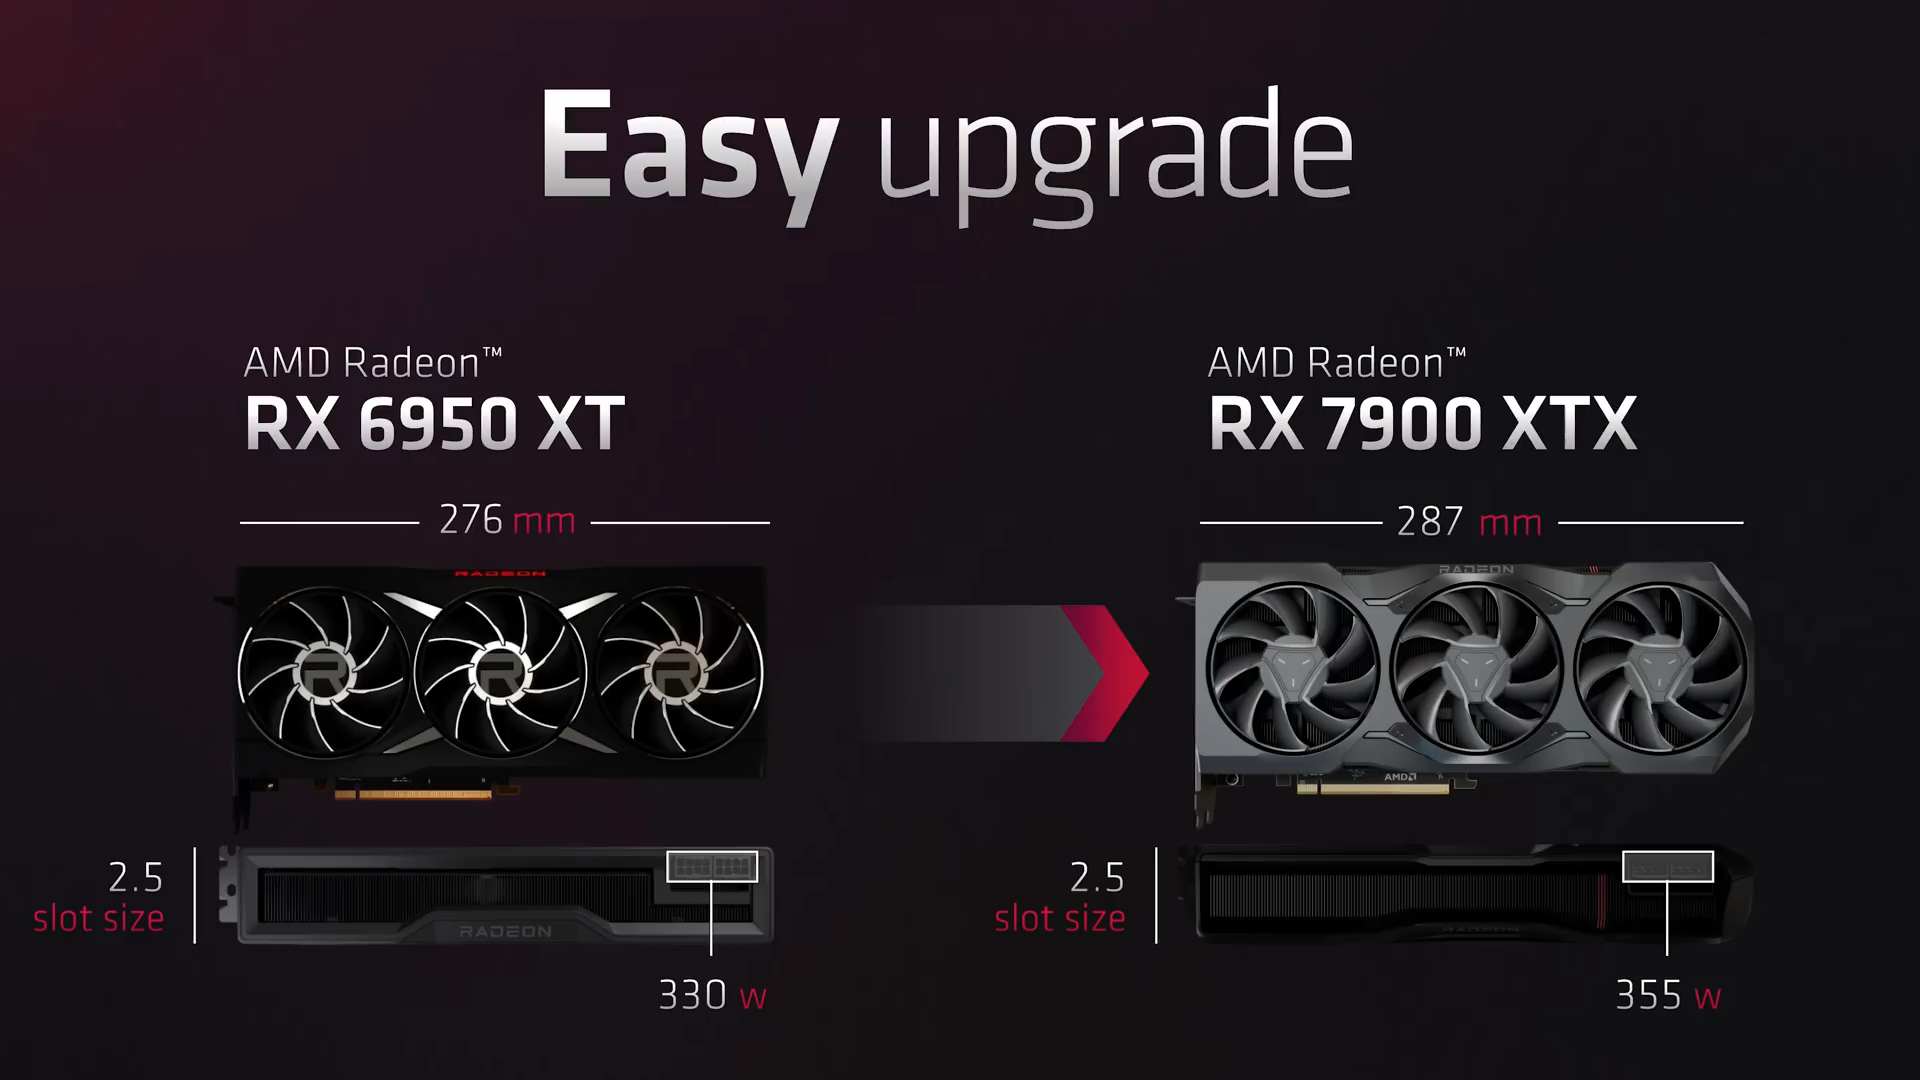 Easy upgrade
AMD Radeon™
RX 6950 XT
276 mm
RADEON
2.5
slot size
RADEON
330 w
AMD Radeon™
RX 7900 XTX
287 mm
RADEON
AMD
2.5
slot size
RADEON
355 w